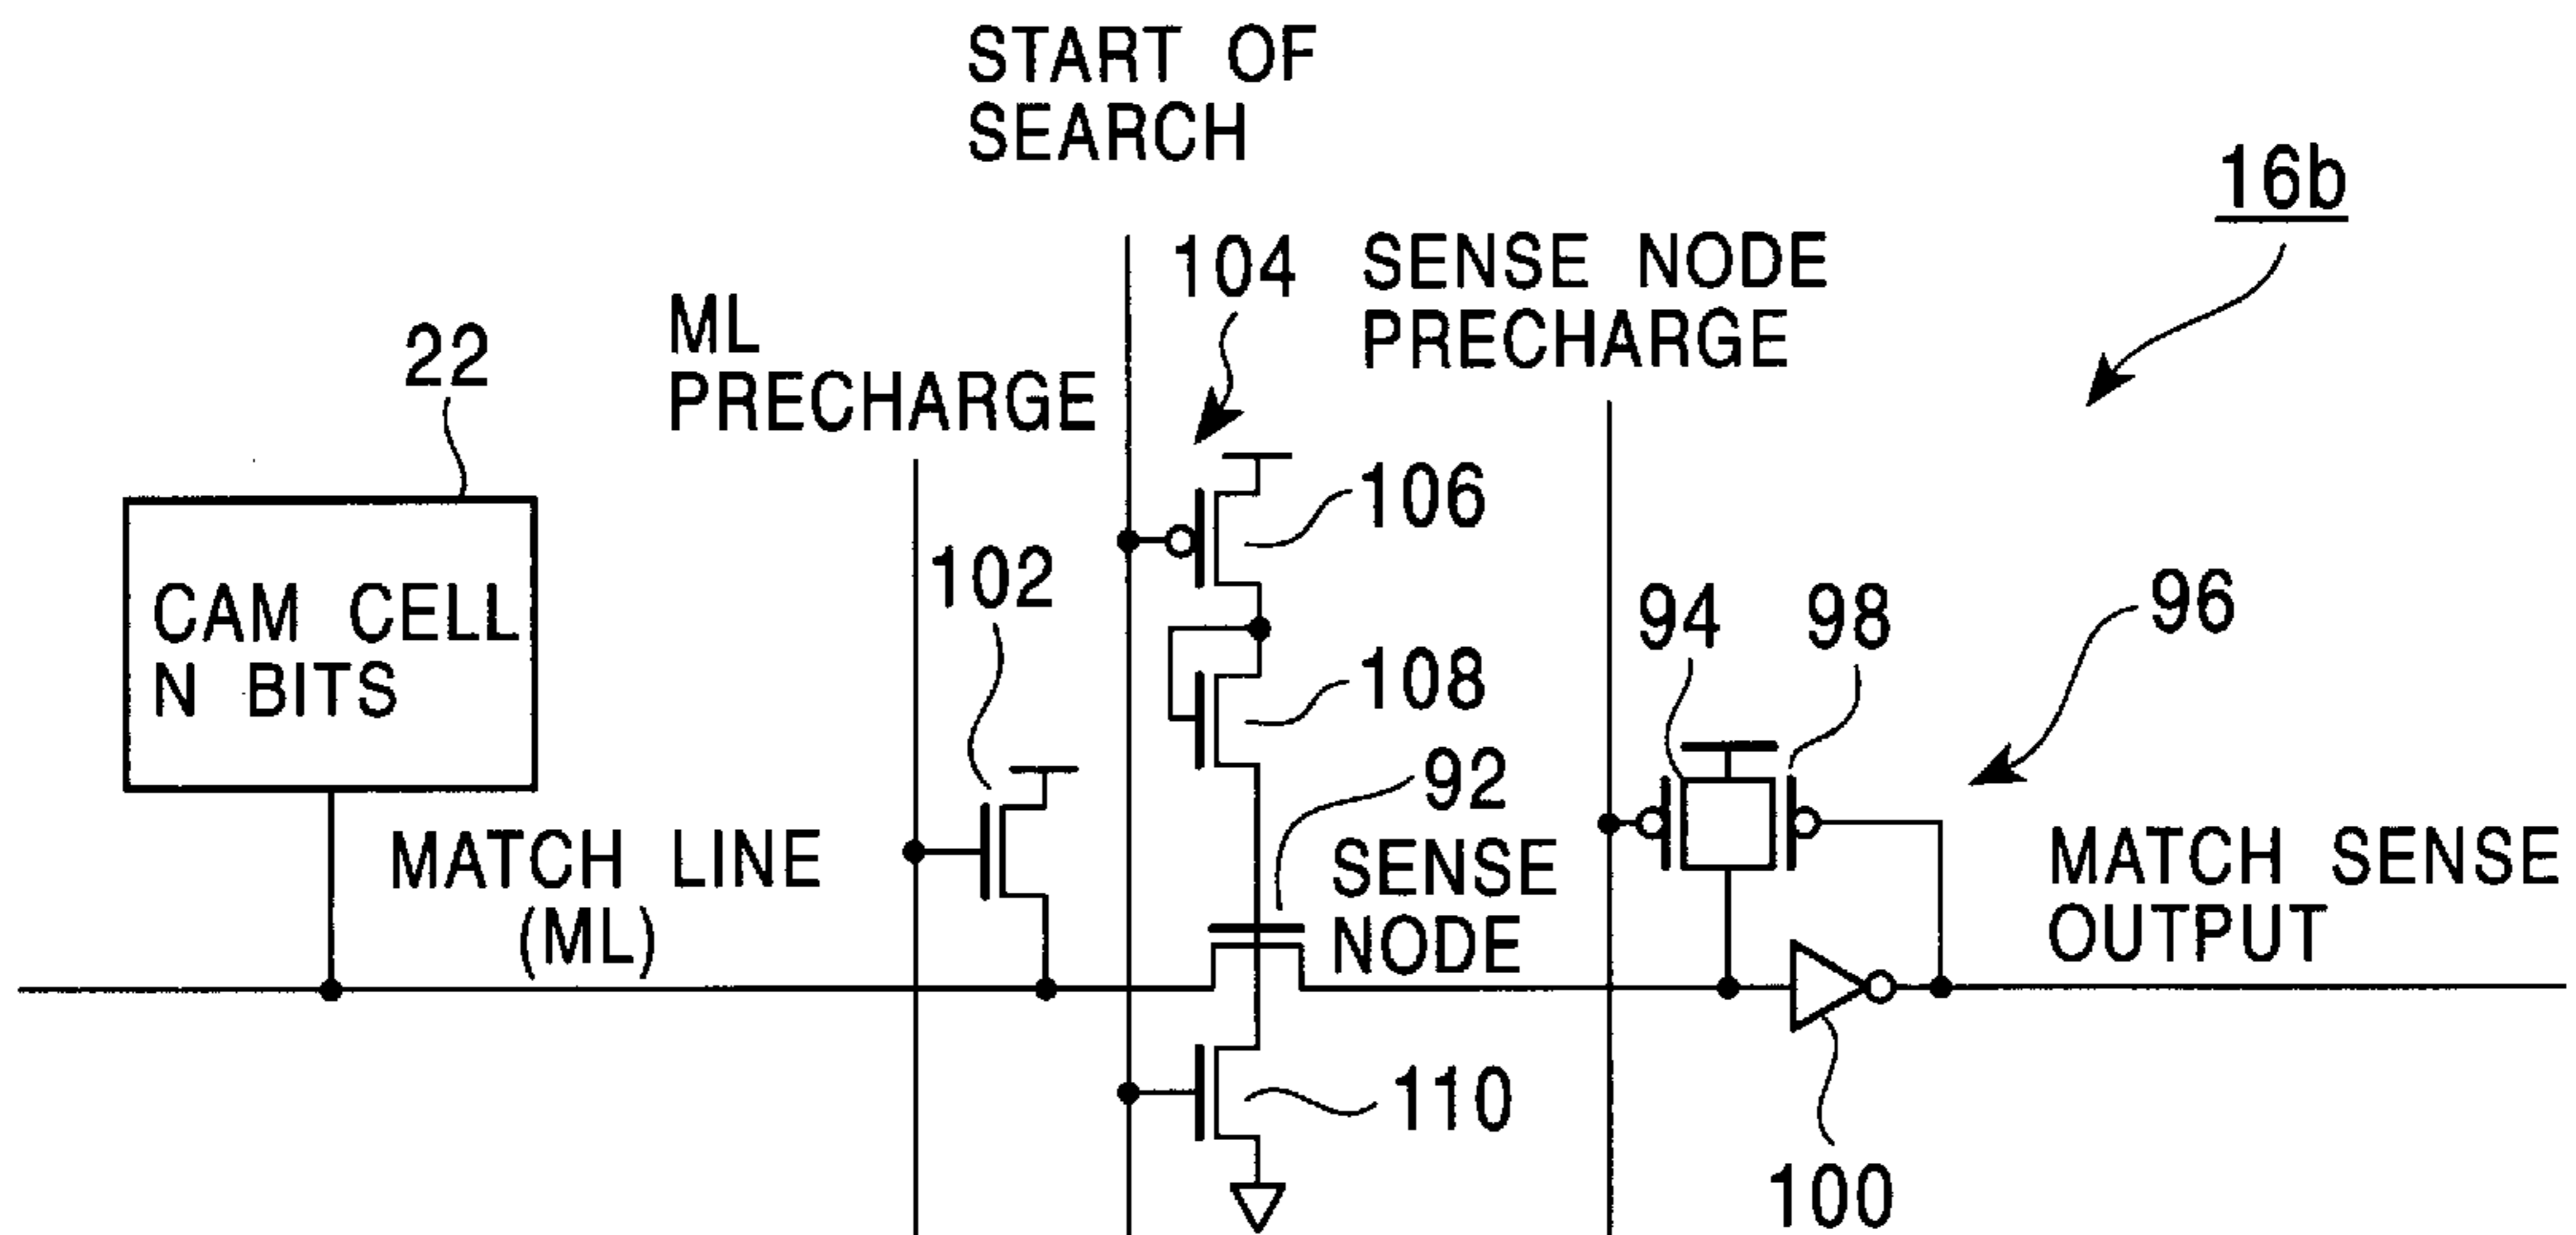 START OF
SEARCH
16b
104
SENSE NODE
PRECHARGE
ML
PRECHARGE
22
106
102
CAM CELL
N BITS
94
98
96
108
92
MATCH LINE
(ML)
SENSE
NODE
MATCH SENSE
OUTPUT
110
100